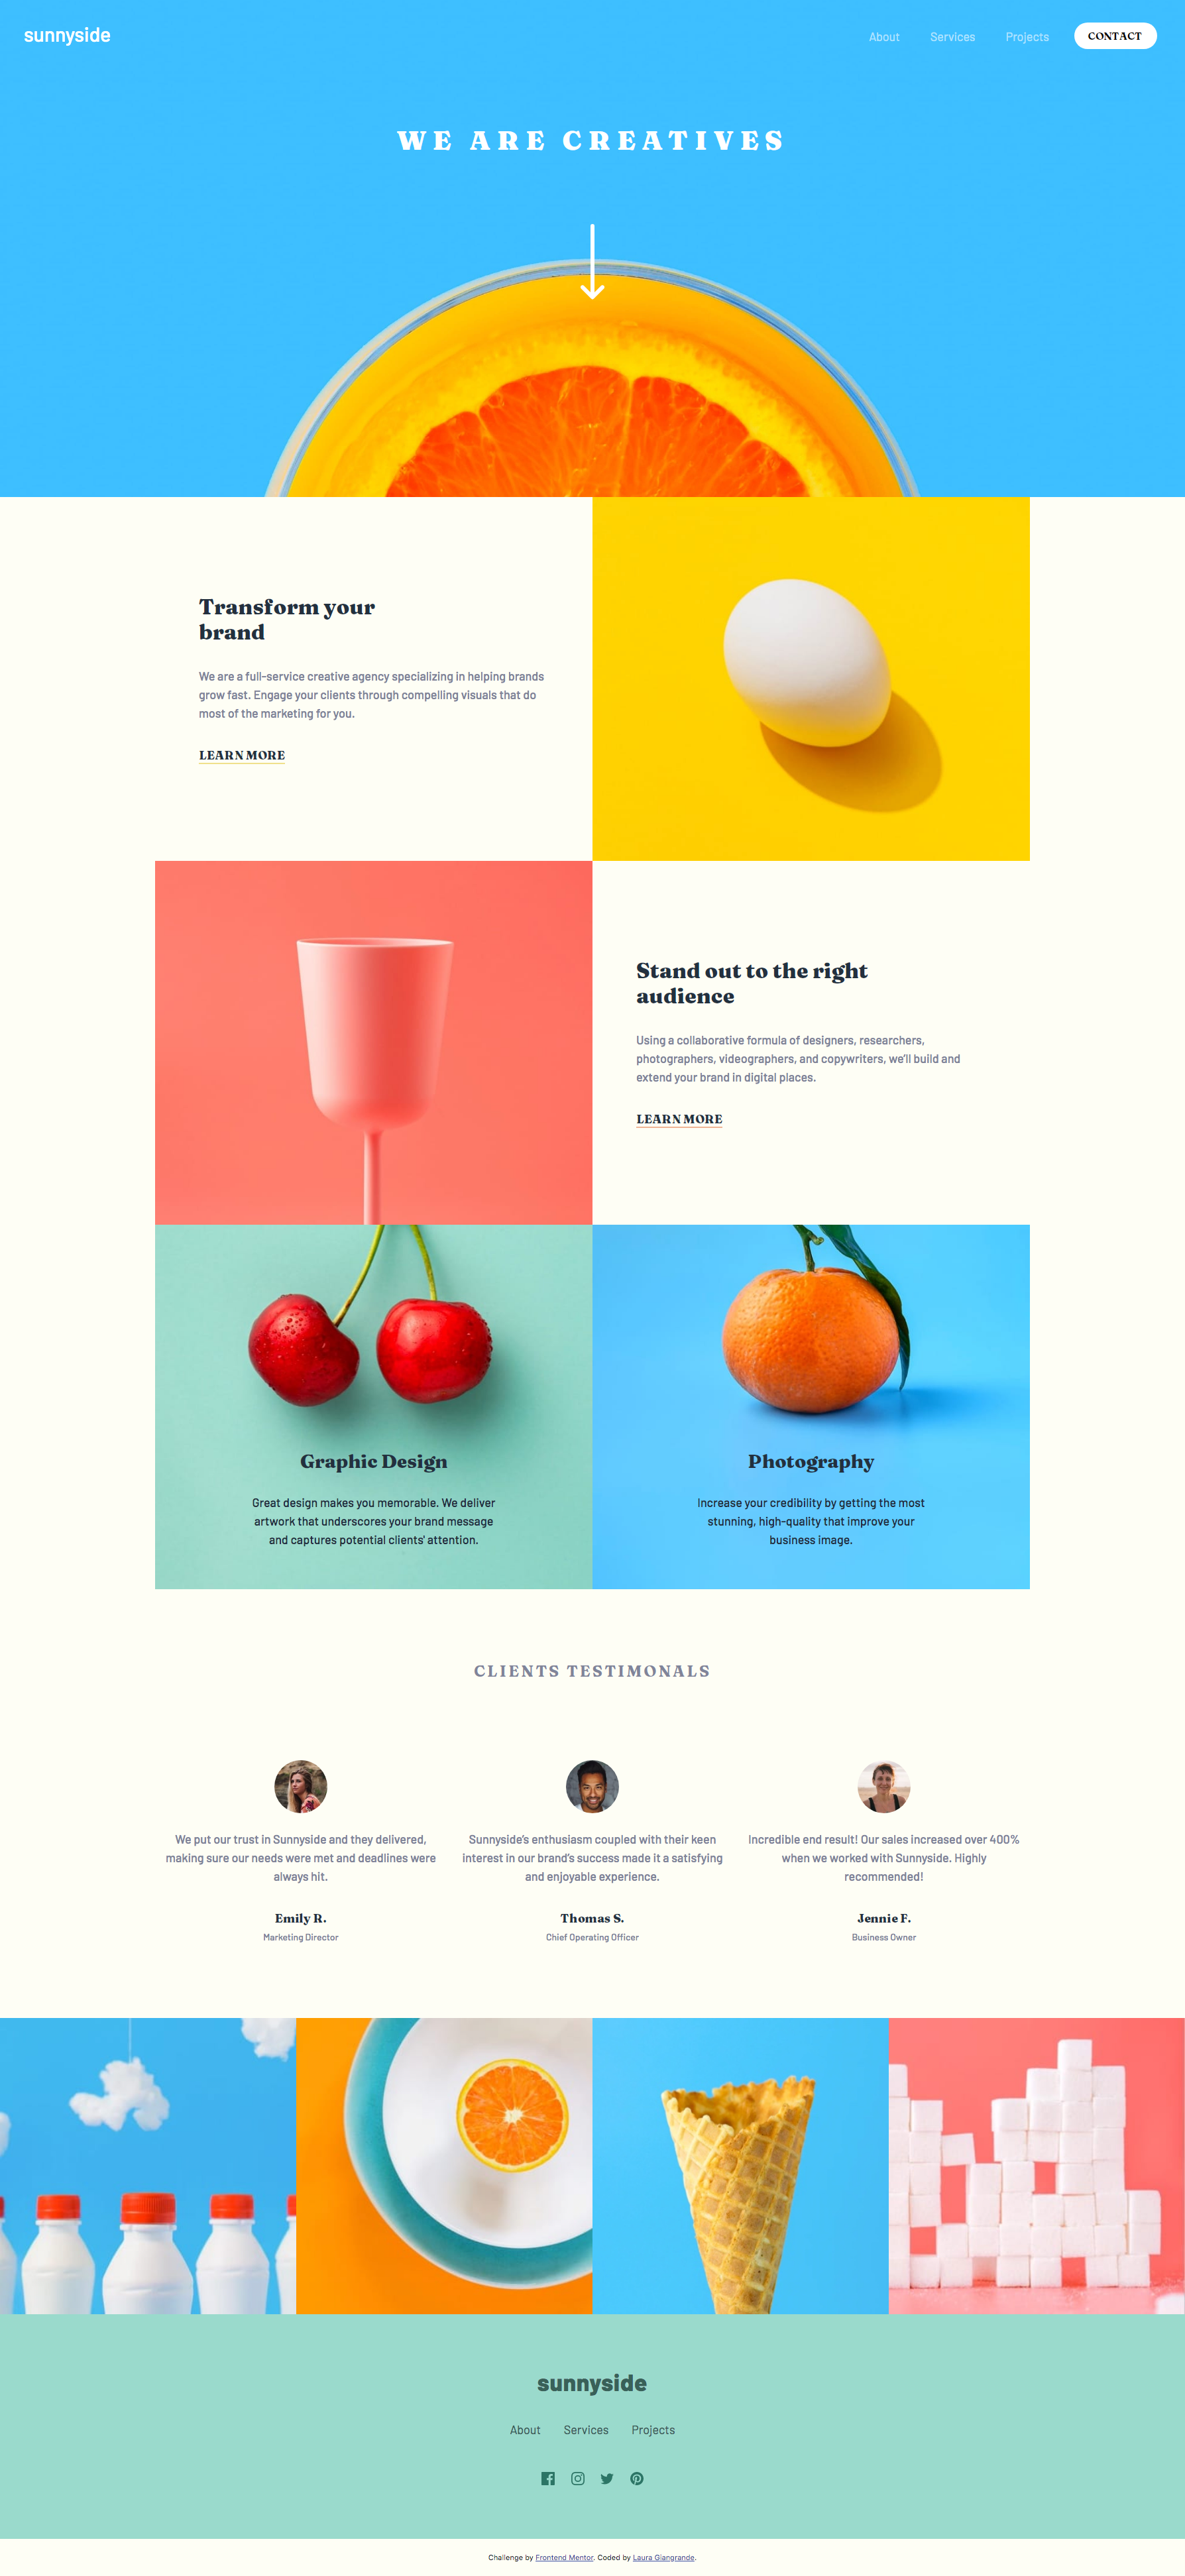 sunnyside
About Services Projects CONTACT
WE ARE CREATIVES
Transform your
brand
We are a full-service creative agency specializing in helping brands
grow fast. Engage your clients through compelling visuals that do
most of the marketing for you.
LEARN MORE
Stand out to the right
audience
Using a collaborative formula of designers, researchers,
photographers, videographers, and copywriters, we'll build and
extend your brand in digital places.
LEARN MORE
Graphic Design
Great design makes you memorable. We deliver
artwork that underscores your brand message
and captures potential clients' attention.
Photography
Increase your credibility by getting the most
stunning, high-quality that improve your
business image.
CLIENTS TESTIMONALS
We put our trust in Sunnyside and they delivered,
making sure our needs were met and deadlines were
always hit.
Emily R.
Marketing Director
Sunnyside's enthusiasm coupled with their keen
interest in our brand's success made it a satisfying
and enjoyable experience.
Thomas S.
Chief Operating Officer
Incredible end result! Our sales increased over 400%
when we worked with Sunnyside. Highly
recommended!
Jennie F.
Business Owner
sunnyside
About Services Projects
Challenge by Frontend Mentor. Coded by Laura Giangrande.